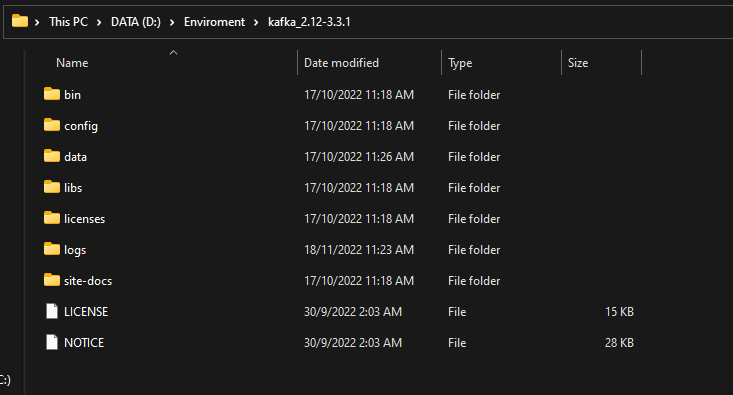 This PC > DATA (D:) > Enviroment > kafka_2.12-3.3.1
Name Date modified Type Size
bin 17/10/2022 11:18 AM File folder
config 17/10/2022 11:18 AM File folder
data 17/10/2022 11:26 AM File folder
libs 17/10/2022 11:18 AM File folder
licenses 17/10/2022 11:18 AM File folder
logs 18/11/2022 11:23 AM File folder
site-docs 17/10/2022 11:18 AM File folder
LICENSE 30/9/2022 2:03 AM File 15 KB
NOTICE 30/9/2022 2:03 AM File 28 KB
C:)